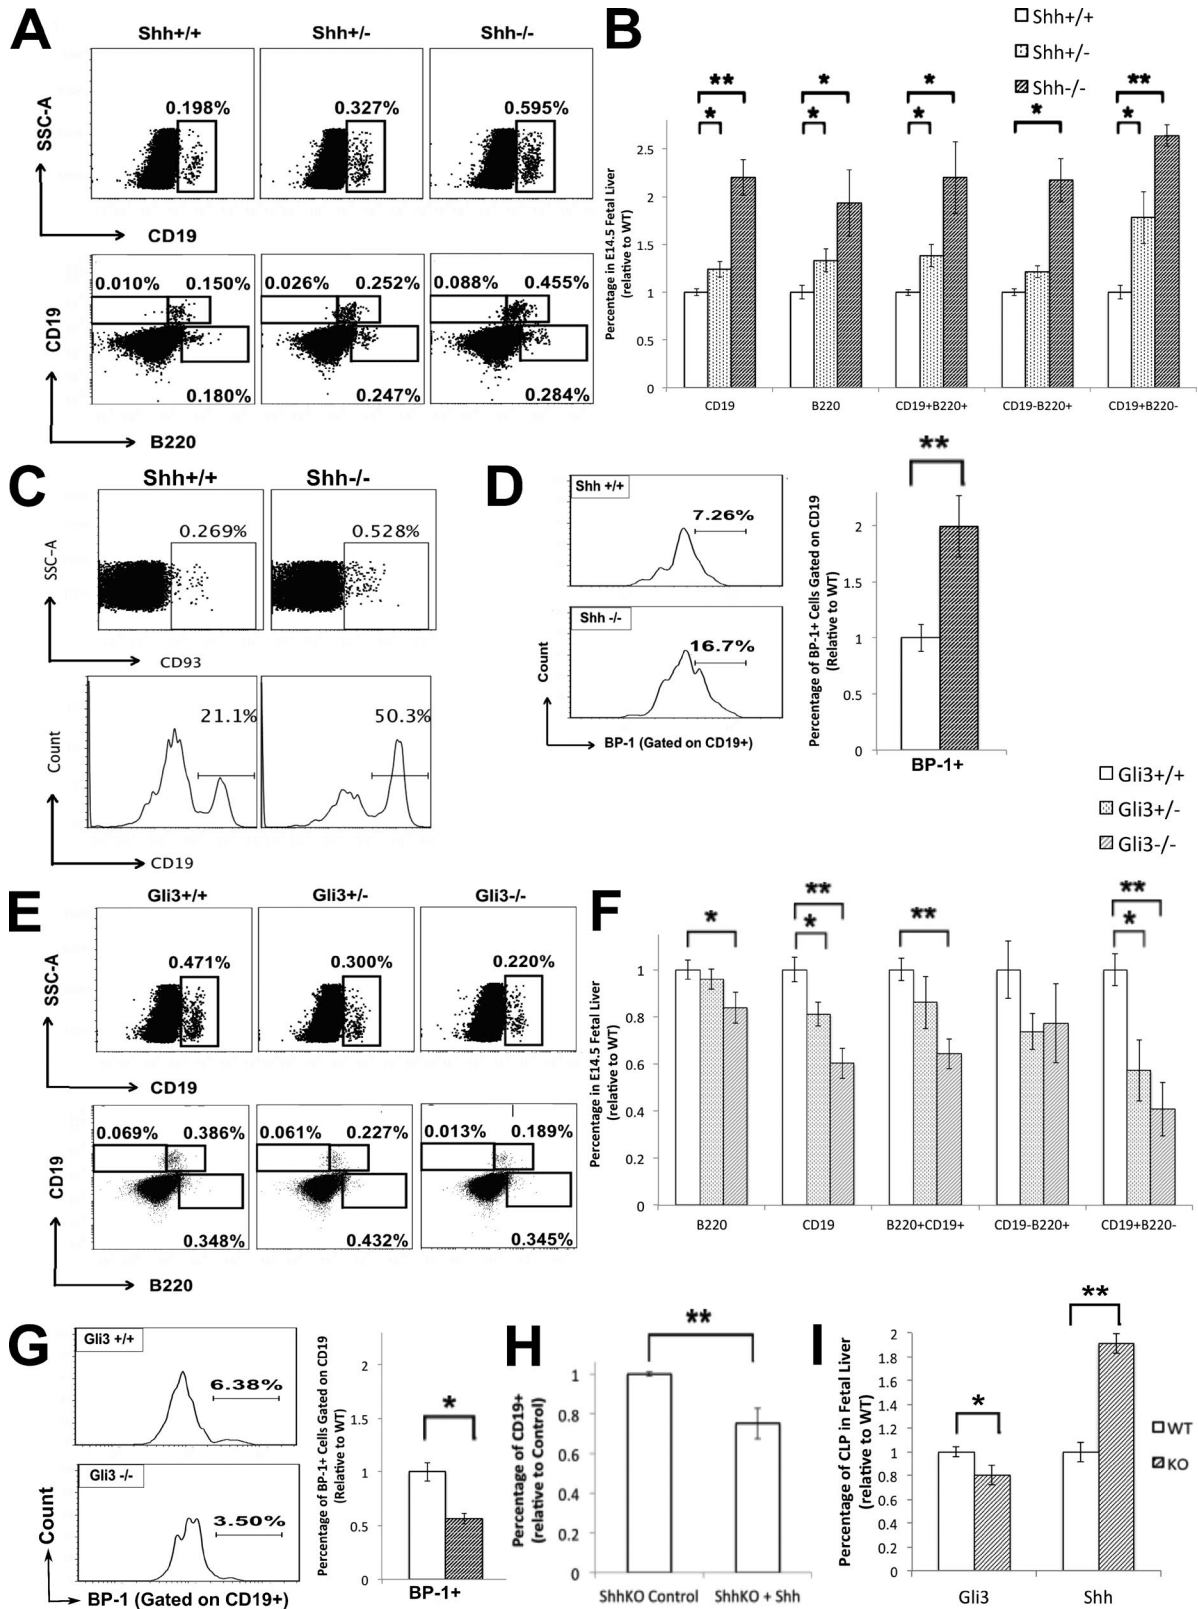 A
Shh+/+ Shh+/- Shh-/-
SSC-A
0.198% 0.327% 0.595%
CD19
CD19
0.010% 0.150% 0.026% 0.252% 0.088% 0.455%
0.180% 0.247% 0.284%
B220
B
Shh+/+
Shh+/-
Shh-/-
** * * * **
* * * *
Percentage in E14.5 Fetal Liver
(relative to WT)
2.5
2
1.5
1
0.5
0
CD19 B220 CD19+B220+ CD19-B220+ CD19+B220-
C
Shh+/+ Shh-/-
SSC-A
0.269% 0.528%
CD93
Count
21.1% 50.3%
CD19
D
Shh +/+
7.26%
Shh -/-
16.7%
Count
BP-1 (Gated on CD19+)
**
Percentage of BP-1+ Cells Gated on CD19
(Relative to WT)
2
1.5
1
0.5
0
BP-1+
E
Gli3+/+ Gli3+/- Gli3-/-
SSC-A
0.471% 0.300% 0.220%
CD19
CD19
0.069% 0.386% 0.061% 0.227% 0.013% 0.189%
0.348% 0.432% 0.345%
B220
F
Gli3+/+
Gli3+/-
Gli3-/-
* ** ** **
* *
Percentage in E14.5 Fetal Liver
(relative to WT)
1
0.8
0.6
0.4
0.2
0
B220 CD19 B220+CD19+ CD19-B220+ CD19+B220-
G
Gli3 +/+
6.38%
Gli3 -/-
3.50%
Count
BP-1 (Gated on CD19+)
*
Percentage of BP-1+ Cells Gated on CD19
(Relative to WT)
2
1.5
1
0.5
0
BP-1+
H
**
Percentage of CD19+
(relative to Control)
1
0.8
0.6
0.4
0.2
0
ShhKO Control ShhKO + Shh
I
* **
Percentage of CLP in Fetal Liver
(relative to WT)
2
1.8
1.6
1.4
1.2
1
0.8
0.6
0.4
0.2
0
Gli3 Shh
WT
KO